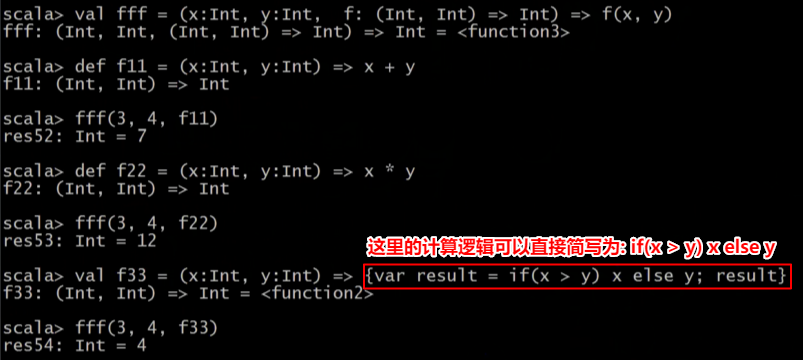 scala> val fff = (x:Int, y:Int,  f: (Int, Int) => Int) => f(x, y)
fff: (Int, Int, (Int, Int) => Int) => Int = <function3>
scala> def f11 = (x:Int, y:Int) => x + y
f11: (Int, Int) => Int
scala> fff(3, 4, f11)
res52: Int = 7
scala> def f22 = (x:Int, y:Int) => x * y
f22: (Int, Int) => Int
scala> fff(3, 4, f22)
res53: Int = 12
这里的计算逻辑可以直接简写为: if(x > y) x else y
scala> val f33 = (x:Int, y:Int) => {var result = if(x > y) x else y; result}
f33: (Int, Int) => Int = <function2>
scala> fff(3, 4, f33)
res54: Int = 4